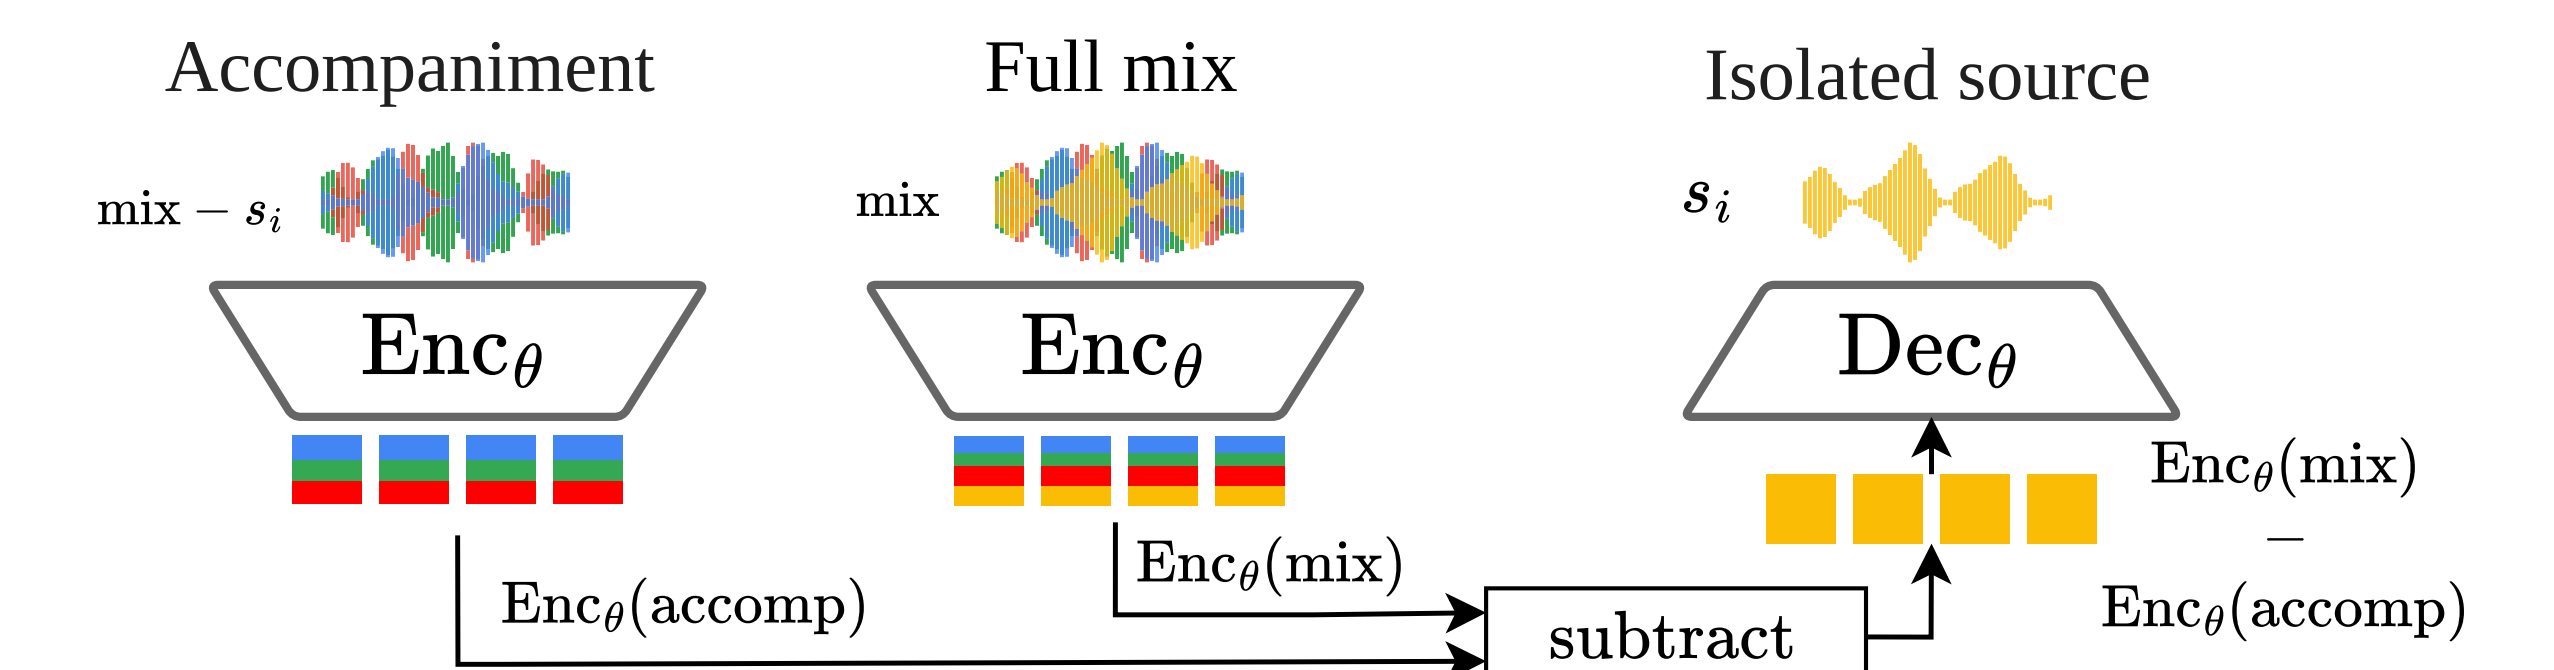 Accompaniment
Full mix
Isolated source
mix − s_i
mix
s_i
Enc_θ
Enc_θ
Dec_θ
Enc_θ(mix)
−
Enc_θ(accomp)
Enc_θ(mix)
Enc_θ(accomp)
subtract